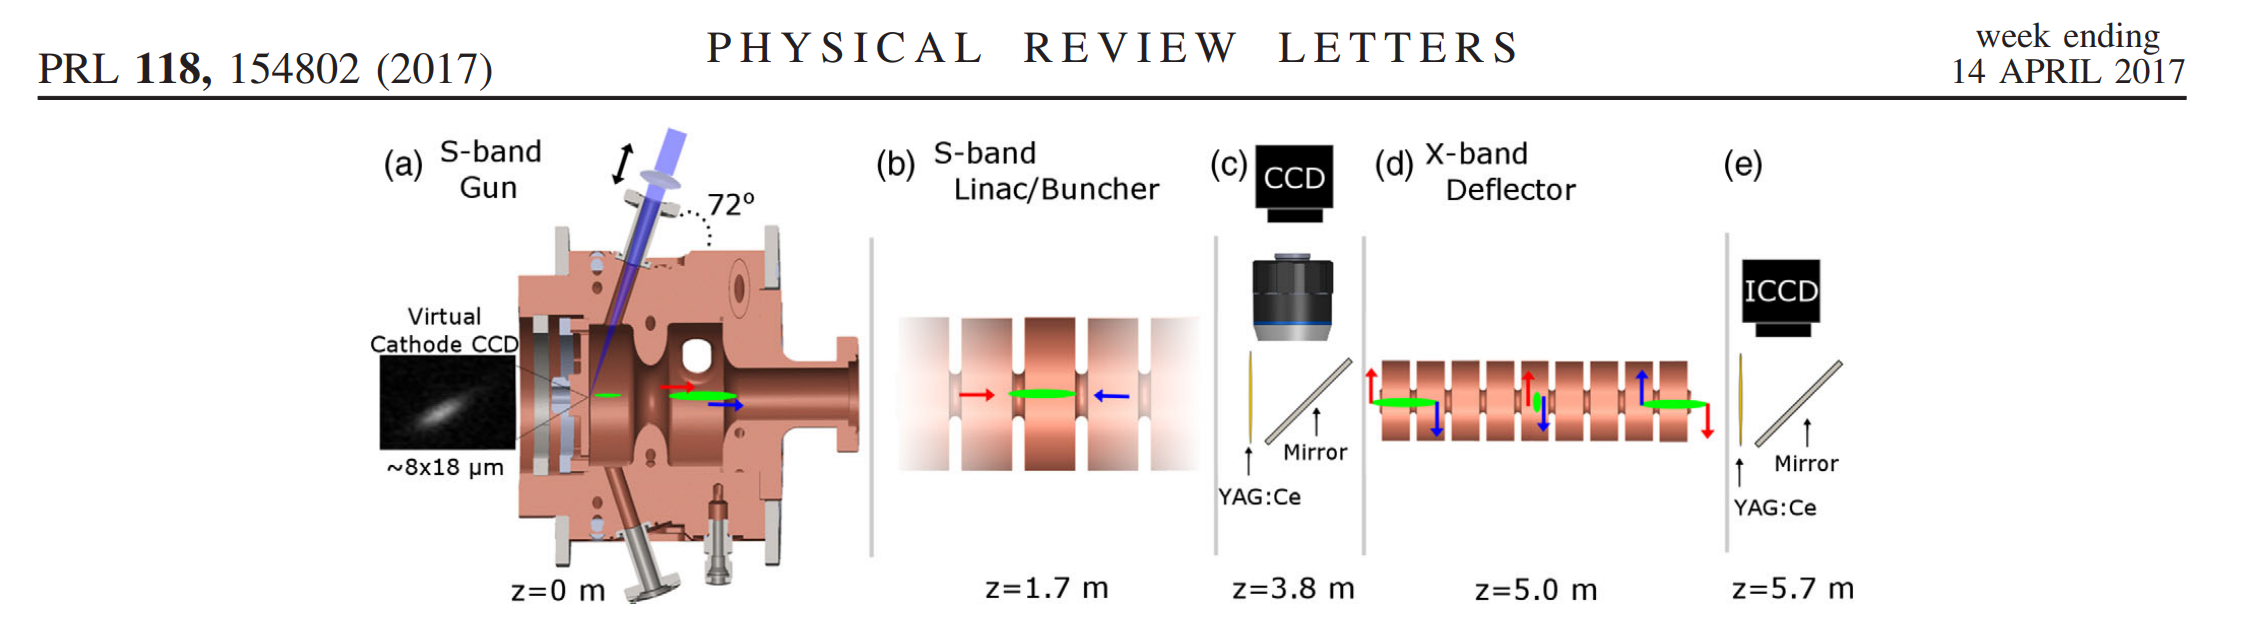 PRL 118, 154802 (2017)
PHYSICAL REVIEW LETTERS
week ending
14 APRIL 2017
(a) S-band
Gun
72º
Virtual
Cathode CCD
~8x18 µm
z=0 m
(b) S-band
Linac/Buncher
z=1.7 m
(c) CCD
Mirror
YAG:Ce
z=3.8 m
(d) X-band
Deflector
z=5.0 m
(e)
ICCD
Mirror
YAG:Ce
z=5.7 m